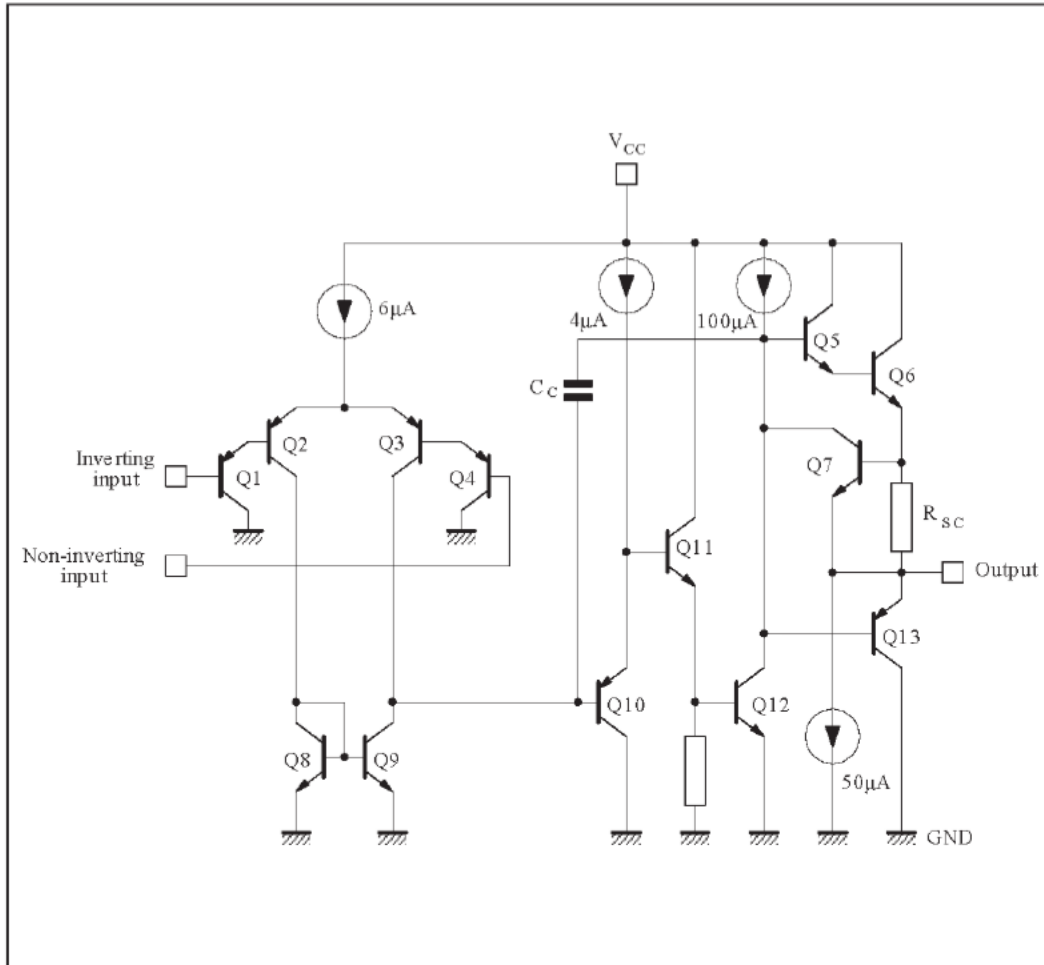 VCC
6µA
4µA
100µA
Q5
Q6
CC
Q2
Q3
Inverting
input
Q1
Q4
Q7
RSC
Non-inverting
input
Q11
Output
Q13
Q10
Q12
Q8
Q9
50µA
GND